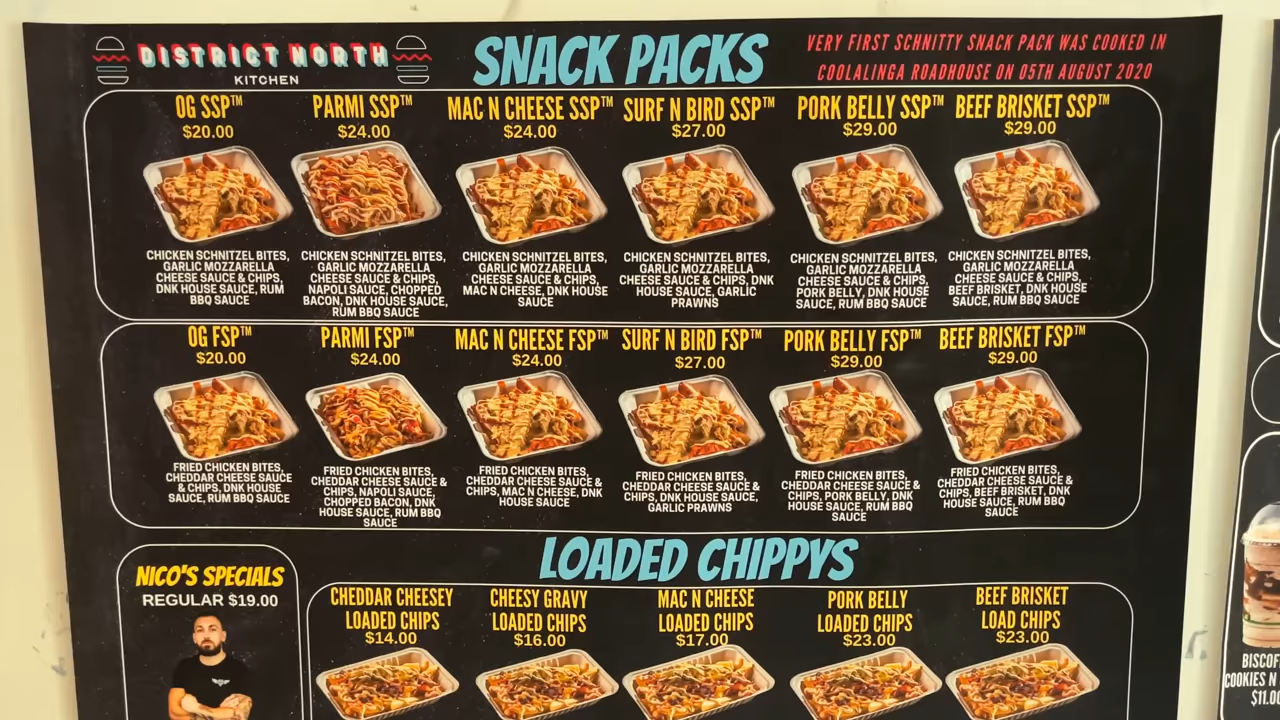 DISTRICT NORTH
KITCHEN
SNACK PACKS
VERY FIRST SCHNITTY SNACK PACK WAS COOKED IN
COOLALINGA ROADHOUSE ON 05TH AUGUST 2020
OG SSP™
$20.00
CHICKEN SCHNITZEL BITES,
GARLIC MOZZARELLA
CHEESE SAUCE & CHIPS,
DNK HOUSE SAUCE, RUM
BBQ SAUCE
PARMI SSP™
$24.00
CHICKEN SCHNITZEL BITES,
GARLIC MOZZARELLA
CHEESE SAUCE & CHIPS,
NAPOLI SAUCE, CHOPPED
BACON, DNK HOUSE SAUCE,
RUM BBQ SAUCE
MAC N CHEESE SSP™
$24.00
CHICKEN SCHNITZEL BITES,
GARLIC MOZZARELLA
CHEESE SAUCE & CHIPS,
MAC N CHEESE, DNK HOUSE
SAUCE
SURF N BIRD SSP™
$27.00
CHICKEN SCHNITZEL BITES,
GARLIC MOZZARELLA
CHEESE SAUCE & CHIPS, DNK
HOUSE SAUCE, GARLIC
PRAWNS
PORK BELLY SSP™
$29.00
CHICKEN SCHNITZEL BITES,
GARLIC MOZZARELLA
CHEESE SAUCE & CHIPS,
PORK BELLY, DNK HOUSE
SAUCE, RUM BBQ SAUCE
BEEF BRISKET SSP™
$29.00
CHICKEN SCHNITZEL BITES,
GARLIC MOZZARELLA
CHEESE SAUCE & CHIPS,
BEEF BRISKET, DNK HOUSE
SAUCE, RUM BBQ SAUCE
OG FSP™
$20.00
FRIED CHICKEN BITES,
CHEDDAR CHEESE SAUCE
& CHIPS, DNK HOUSE
SAUCE, RUM BBQ SAUCE
PARMI FSP™
$24.00
FRIED CHICKEN BITES,
CHEDDAR CHEESE SAUCE &
CHIPS, NAPOLI SAUCE,
CHOPPED BACON, DNK
HOUSE SAUCE, RUM BBQ
SAUCE
MAC N CHEESE FSP™
$24.00
FRIED CHICKEN BITES,
CHEDDAR CHEESE SAUCE &
CHIPS, MAC N CHEESE, DNK
HOUSE SAUCE
SURF N BIRD FSP™
$27.00
FRIED CHICKEN BITES,
CHEDDAR CHEESE SAUCE &
CHIPS, DNK HOUSE SAUCE,
GARLIC PRAWNS
PORK BELLY FSP™
$29.00
FRIED CHICKEN BITES,
CHEDDAR CHEESE SAUCE &
CHIPS, PORK BELLY, DNK
HOUSE SAUCE, RUM BBQ
SAUCE
BEEF BRISKET FSP™
$29.00
FRIED CHICKEN BITES,
CHEDDAR CHEESE SAUCE &
CHIPS, BEEF BRISKET, DNK
HOUSE SAUCE, RUM BBQ
SAUCE
NICO'S SPECIALS
REGULAR $19.00
LOADED CHIPPYS
CHEDDAR CHEESEY
LOADED CHIPS
$14.00
CHEESY GRAVY
LOADED CHIPS
$16.00
MAC N CHEESE
LOADED CHIPS
$17.00
PORK BELLY
LOADED CHIPS
$23.00
BEEF BRISKET
LOAD CHIPS
$23.00
COOKIES N